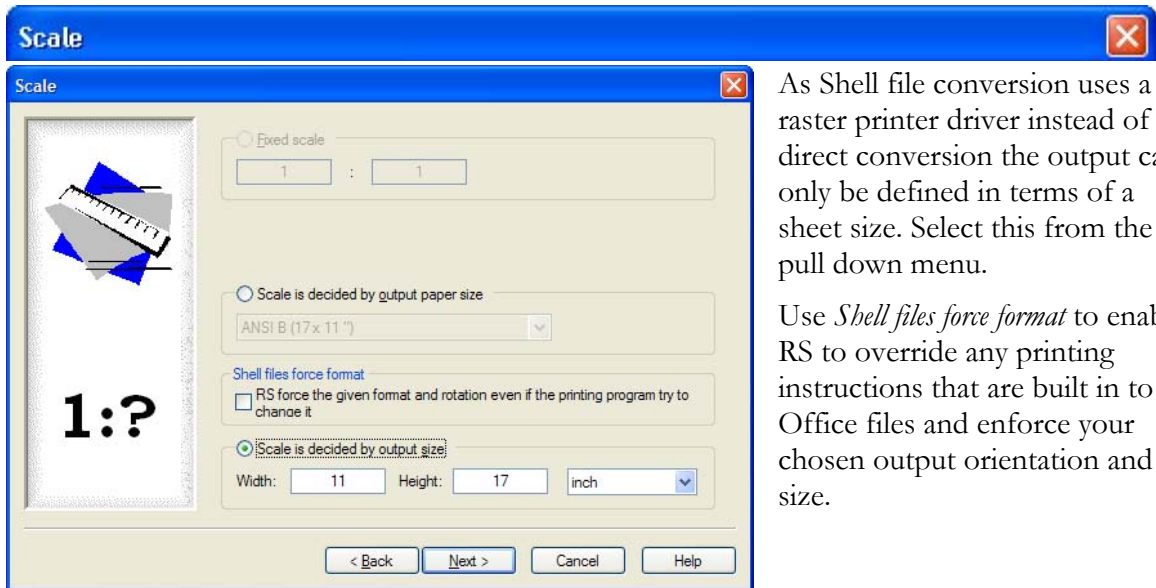 Scale
Scale
Fixed scale
1 : 1
Scale is decided by output paper size
ANSI B (17 x 11 ")
Shell files force format
RS force the given format and rotation even if the printing program try to
change it
1:?
Scale is decided by output size
Width: 11 Height: 17 inch
< Back Next > Cancel Help
As Shell file conversion uses a
raster printer driver instead of
direct conversion the output
only be defined in terms of a
sheet size. Select this from the
pull down menu.
Use Shell files force format to
RS to override any printing
instructions that are built in to
Office files and enforce your
chosen output orientation and
size.